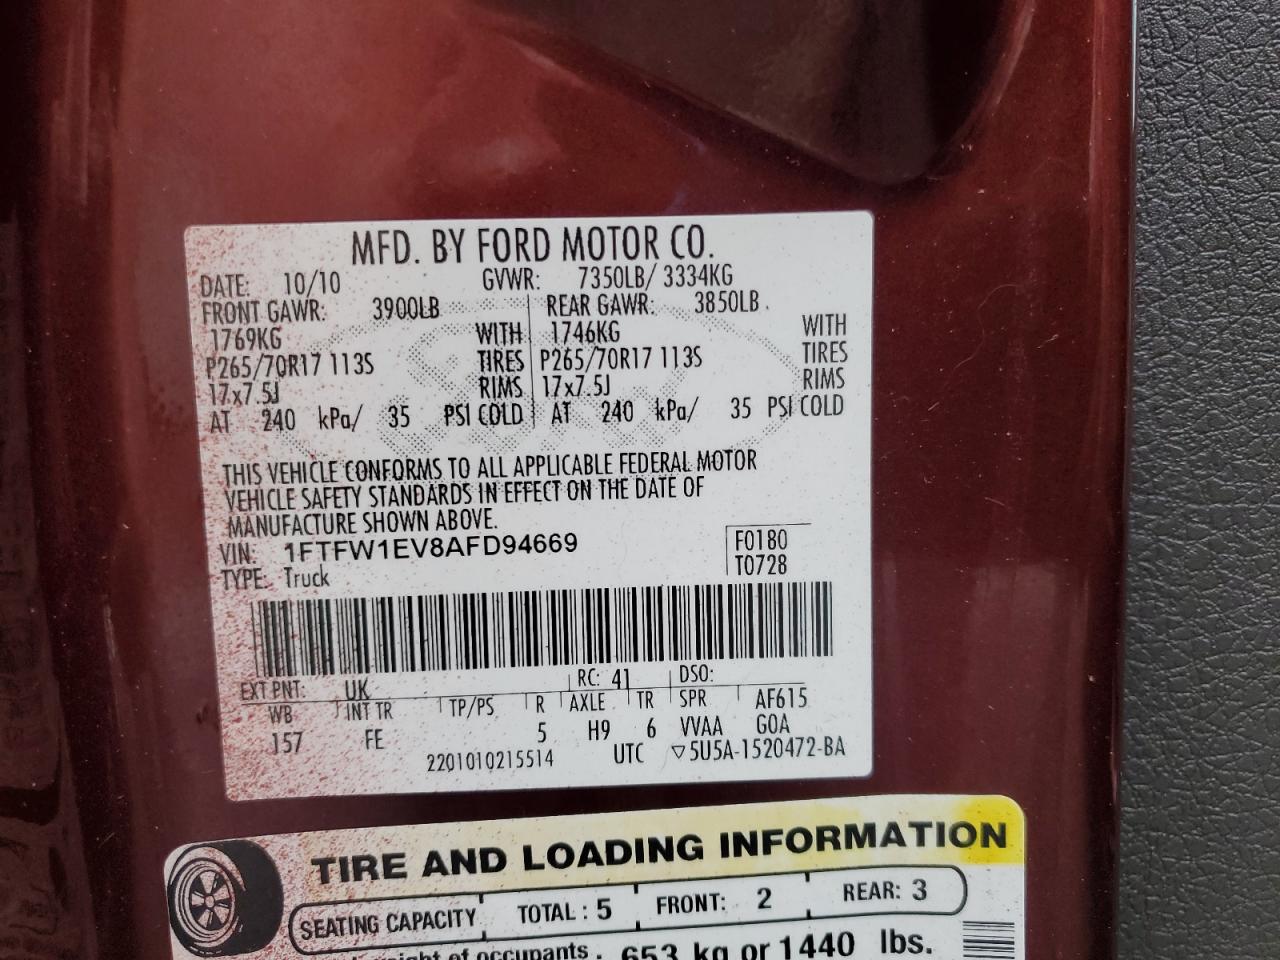 MFD. BY FORD MOTOR CO.
DATE: 10/10 GVWR: 7350LB/ 3334KG
FRONT GAWR: 3900LB REAR GAWR: 3850LB
1769KG WITH 1746KG WITH
P265/70R17 113S TIRES P265/70R17 113S TIRES
17x7.5J RIMS 17x7.5J RIMS
AT 240 kPa/ 35 PSI COLD AT 240 kPa/ 35 PSI COLD
THIS VEHICLE CONFORMS TO ALL APPLICABLE FEDERAL MOTOR
VEHICLE SAFETY STANDARDS IN EFFECT ON THE DATE OF
MANUFACTURE SHOWN ABOVE.
VIN: 1FTFW1EV8AFD94669 F0180
TYPE: Truck T0728
EXT PNT: UK RC: 41 DSO:
WB INT TR TP/PS R AXLE TR SPR AF615
157 FE 5 H9 6 VVAA GOA
2201010215514 UTC ▽5U5A-1520472-BA
TIRE AND LOADING INFORMATION
SEATING CAPACITY TOTAL : 5 FRONT: 2 REAR: 3
of occupants 653 kg or 1440 lbs.